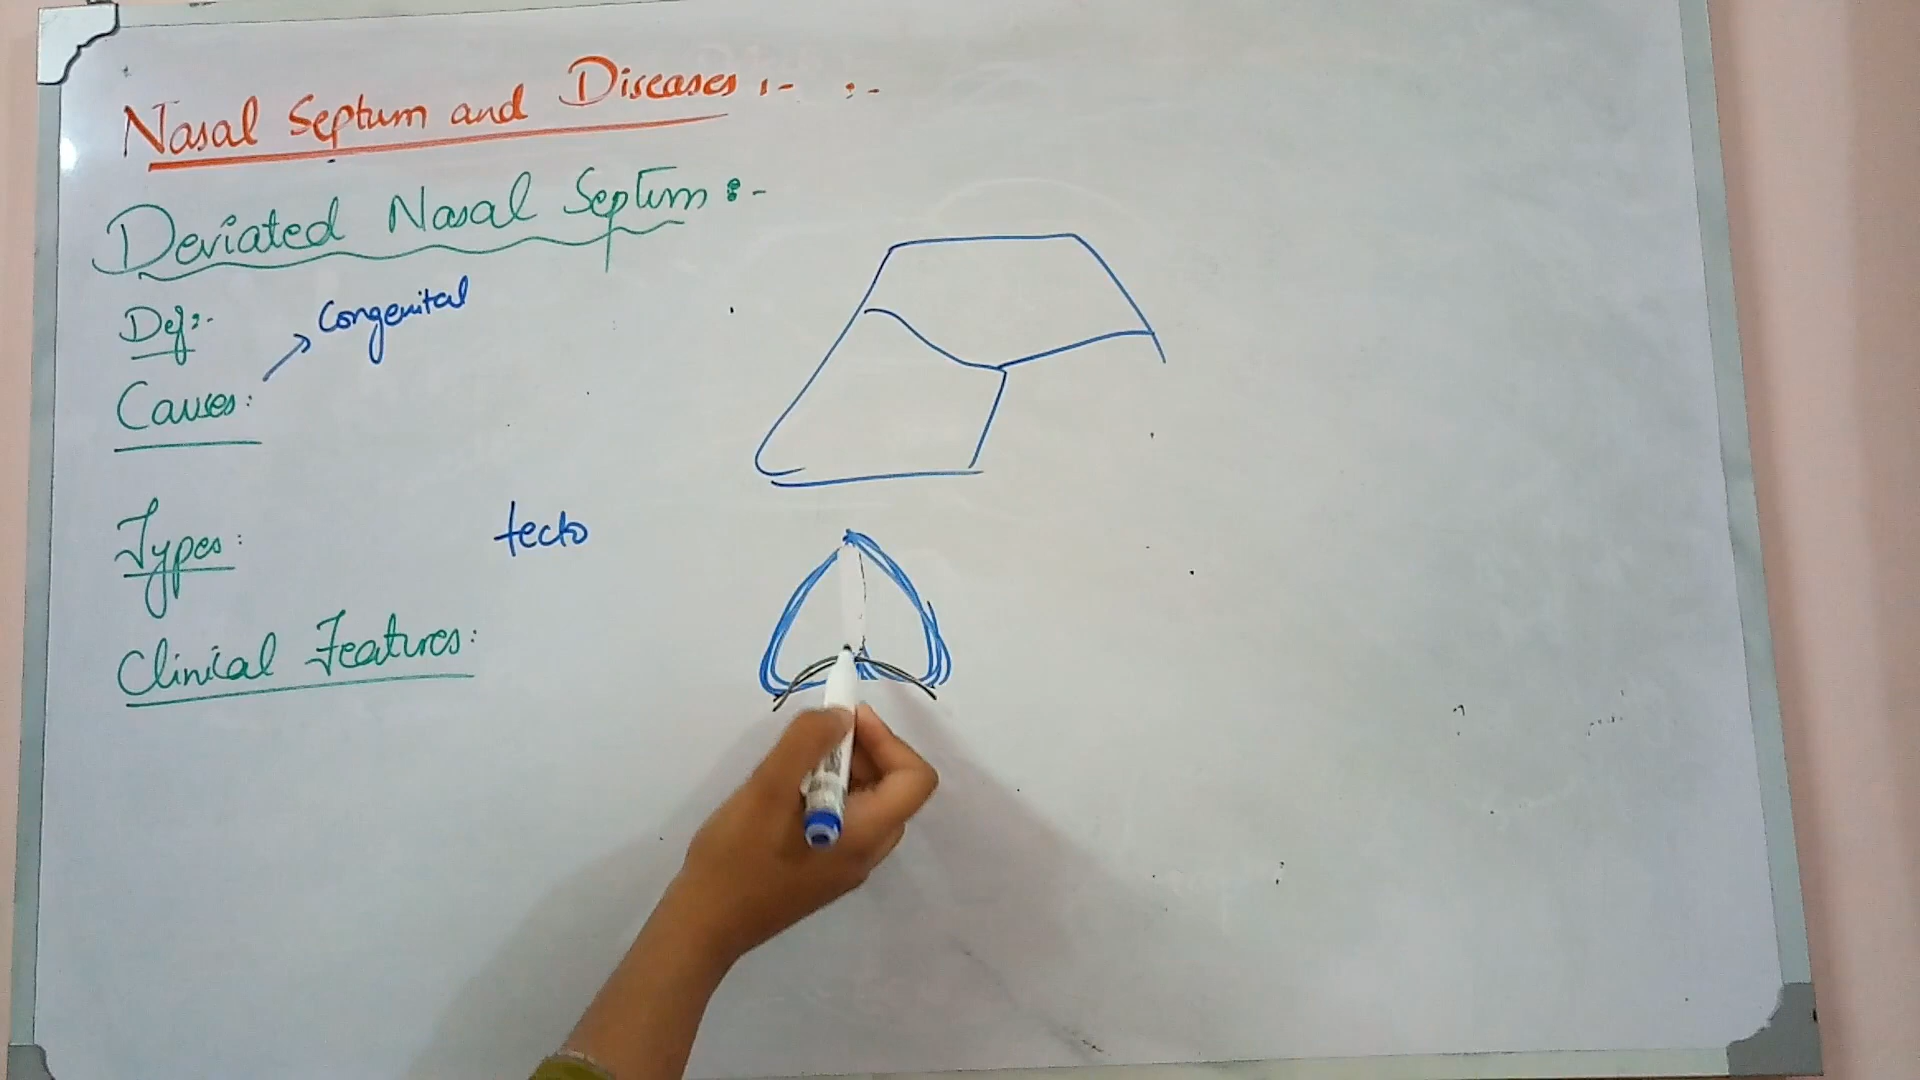 Nasal Septum and Diseases :- :-
Deviated Nasal Septum :-
Def:-
Congenital
Causes:
Types:
tecto
Clinical Features: